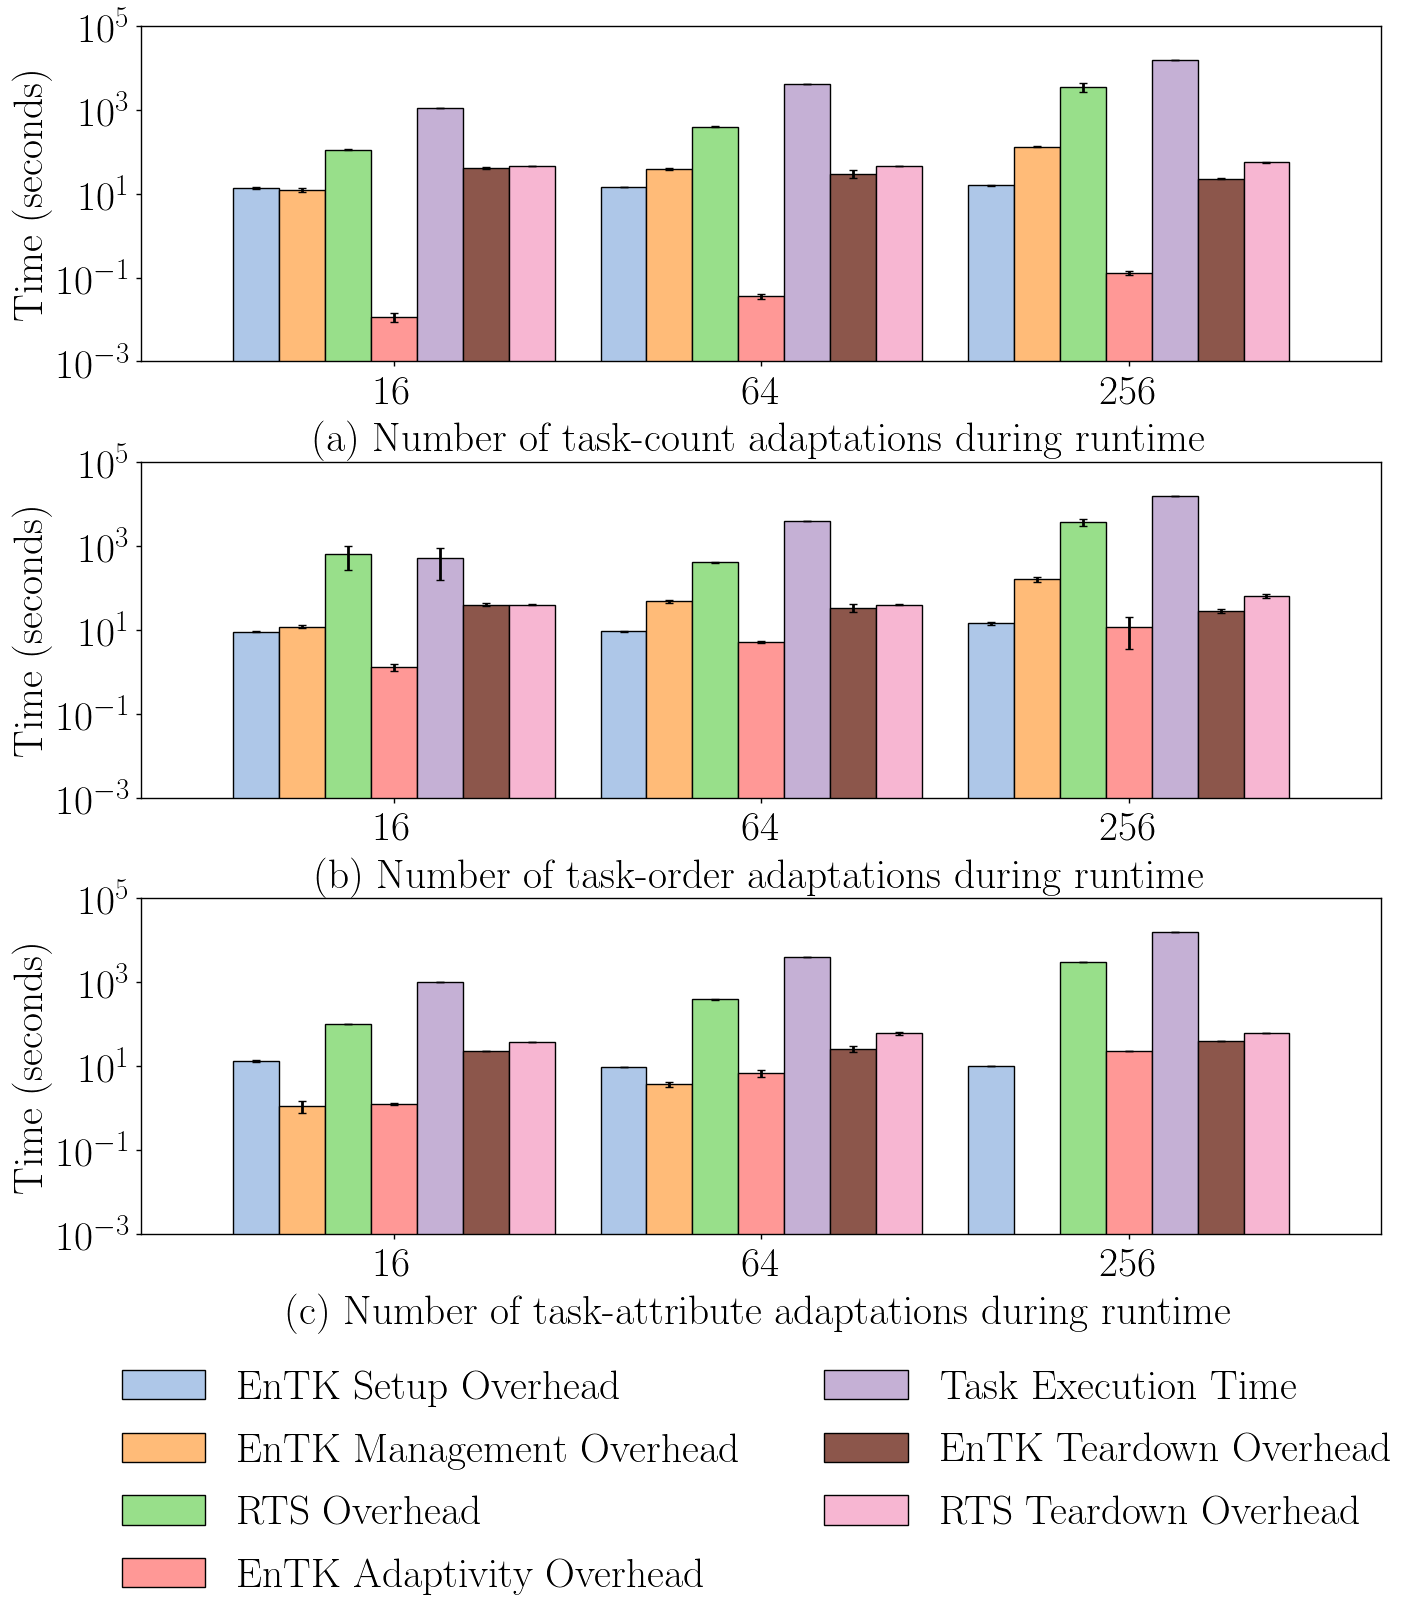 Time (seconds)
10^5
10^3
10^1
10^−1
10^−3
16 64 256
(a) Number of task-count adaptations during runtime
Time (seconds)
10^5
10^3
10^1
10^−1
10^−3
16 64 256
(b) Number of task-order adaptations during runtime
Time (seconds)
10^5
10^3
10^1
10^−1
10^−3
16 64 256
(c) Number of task-attribute adaptations during runtime
EnTK Setup Overhead
EnTK Management Overhead
RTS Overhead
EnTK Adaptivity Overhead
Task Execution Time
EnTK Teardown Overhead
RTS Teardown Overhead